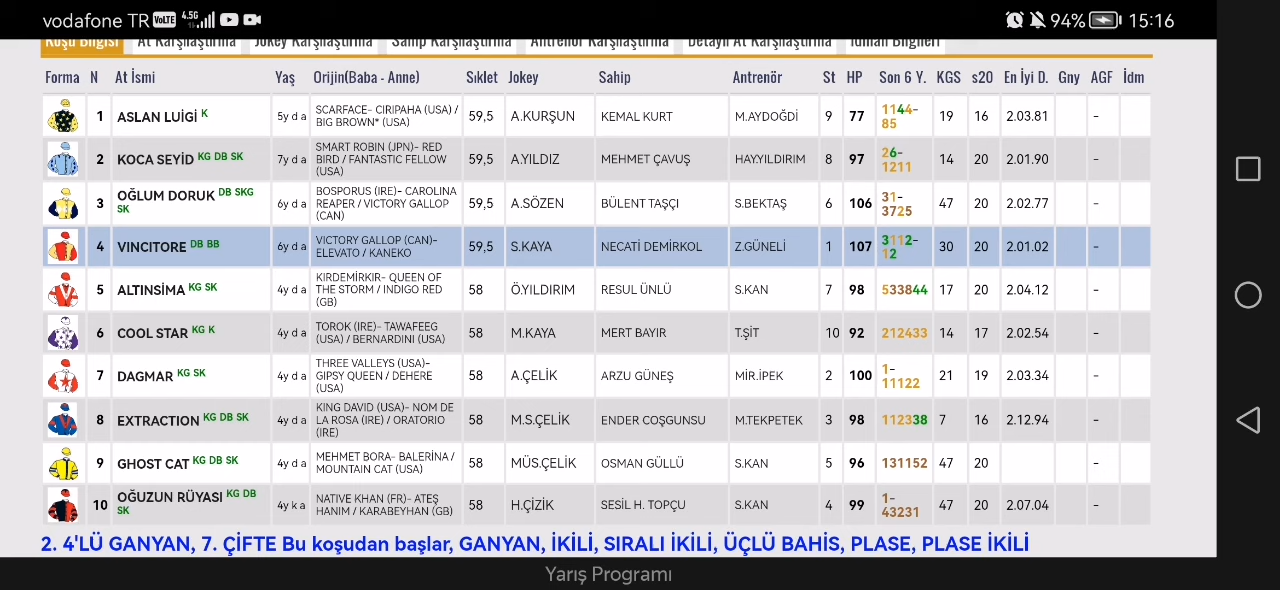 vodafone TR VoLTE 4.5G 94% 15:16
Koşu Bilgisi At Karşılaştırma Jokey Karşılaştırma Sahip Karşılaştırma Antrenör Karşılaştırma Detaylı At Karşılaştırma İdman Bilgileri
Forma N At İsmi Yaş Orijin(Baba - Anne) Sıklet Jokey Sahip Antrenör St HP Son 6 Y. KGS s20 En İyi D. Gny AGF İdm
1 ASLAN LUİGİ K 5y d a SCARFACE- CIRIPAHA (USA) / 59,5 A.KURŞUN KEMAL KURT M.AYDOĞDİ 9 77 1144- 19 16 2.03.81 -
BIG BROWN* (USA) 85
2 KOCA SEYİD KG DB SK 7y d a SMART ROBIN (JPN)- RED 59,5 A.YILDIZ MEHMET ÇAVUŞ HAYYILDIRIM 8 97 26- 14 20 2.01.90 -
BIRD / FANTASTIC FELLOW 1211
(USA)
3 OĞLUM DORUK DB SKG 6y d a BOSPORUS (IRE)- CAROLINA 59,5 A.SÖZEN BÜLENT TAŞÇI S.BEKTAŞ 6 106 31- 47 20 2.02.77 -
SK REAPER / VICTORY GALLOP 3725
(CAN)
4 VINCITORE DB BB 6y d a VICTORY GALLOP (CAN)- 59,5 S.KAYA NECATİ DEMİRKOL Z.GÜNELİ 1 107 3112- 30 20 2.01.02 -
ELEVATO / KANEKO 12
5 ALTINSİMA KG SK 4y d a KIRDEMİRKIR- QUEEN OF 58 Ö.YILDIRIM RESUL ÜNLÜ S.KAN 7 98 533844 17 20 2.04.12 -
THE STORM / INDIGO RED
(GB)
6 COOL STAR KG K 4y d a TOROK (IRE)- TAWAFEEG 58 M.KAYA MERT BAYIR T.ŞİT 10 92 212433 14 17 2.02.54 -
(USA) / BERNARDINI (USA)
7 DAGMAR KG SK 4y d a THREE VALLEYS (USA)- 58 A.ÇELİK ARZU GÜNEŞ MİR.İPEK 2 100 1- 21 19 2.03.34 -
GIPSY QUEEN / DEHERE 11122
(USA)
8 EXTRACTION KG DB SK 4y d a KING DAVID (USA)- NOM DE 58 M.S.ÇELİK ENDER COŞGUNSU M.TEKPETEK 3 98 112338 7 16 2.12.94 -
LA ROSA (IRE) / ORATORIO
(IRE)
9 GHOST CAT KG DB SK 4y d a MEHMET BORA- BALERİNA / 58 MÜS.ÇELİK OSMAN GÜLLÜ S.KAN 5 96 131152 47 20 -
MOUNTAIN CAT (USA)
10 OĞUZUN RÜYASI KG DB 4y k a NATIVE KHAN (FR)- ATEŞ 58 H.ÇİZİK SESİL H. TOPÇU S.KAN 4 99 1- 47 20 2.07.04 -
SK HANIM / KARABEYHAN (GB) 43231
2. 4'LÜ GANYAN, 7. ÇİFTE Bu koşudan başlar, GANYAN, İKİLİ, SIRALI İKİLİ, ÜÇLÜ BAHİS, PLASE, PLASE İKİLİ
Yarış Programı